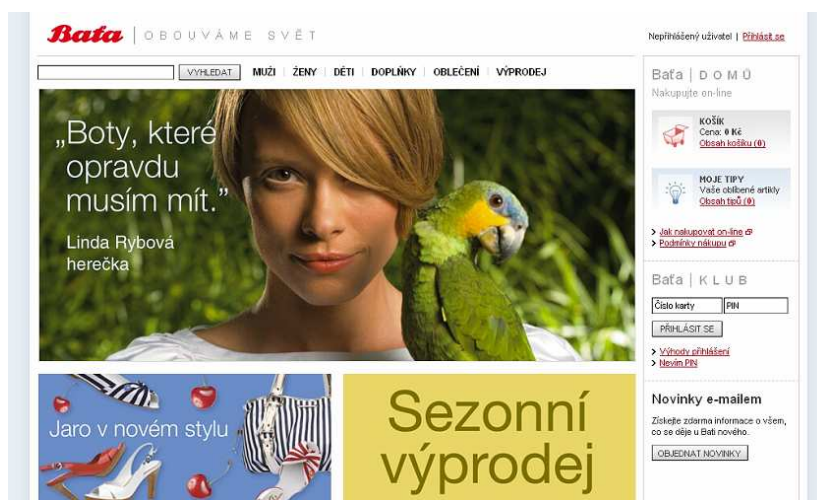 Baťa | OBOUVÁME SVĚT
Nepřihlášený uživatel | Přihlásit se
VYHLEDAT MUŽI ŽENY DĚTI DOPLŇKY OBLEČENÍ VÝPRODEJ
„Boty, které
opravdu
musím mít.”
Linda Rybová
herečka
Baťa | DOMŮ
Nakupujte on-line
KOŠÍK
Cena: 0 Kč
Obsah košíku (0)
MOJE TIPY
Vaše oblíbené artikly
Obsah tipů (0)
> Jak nakupovat on-line
> Podmínky nákupu
Baťa | KLUB
Číslo karty PIN
PŘIHLÁSIT SE
> Výhody přihlášení
> Nevím PIN
Novinky e-mailem
Získejte zdarma informace o všem,
co se děje u Bati nového.
OBJEDNAT NOVINKY
Jaro v novém stylu
Sezonní
výprodej